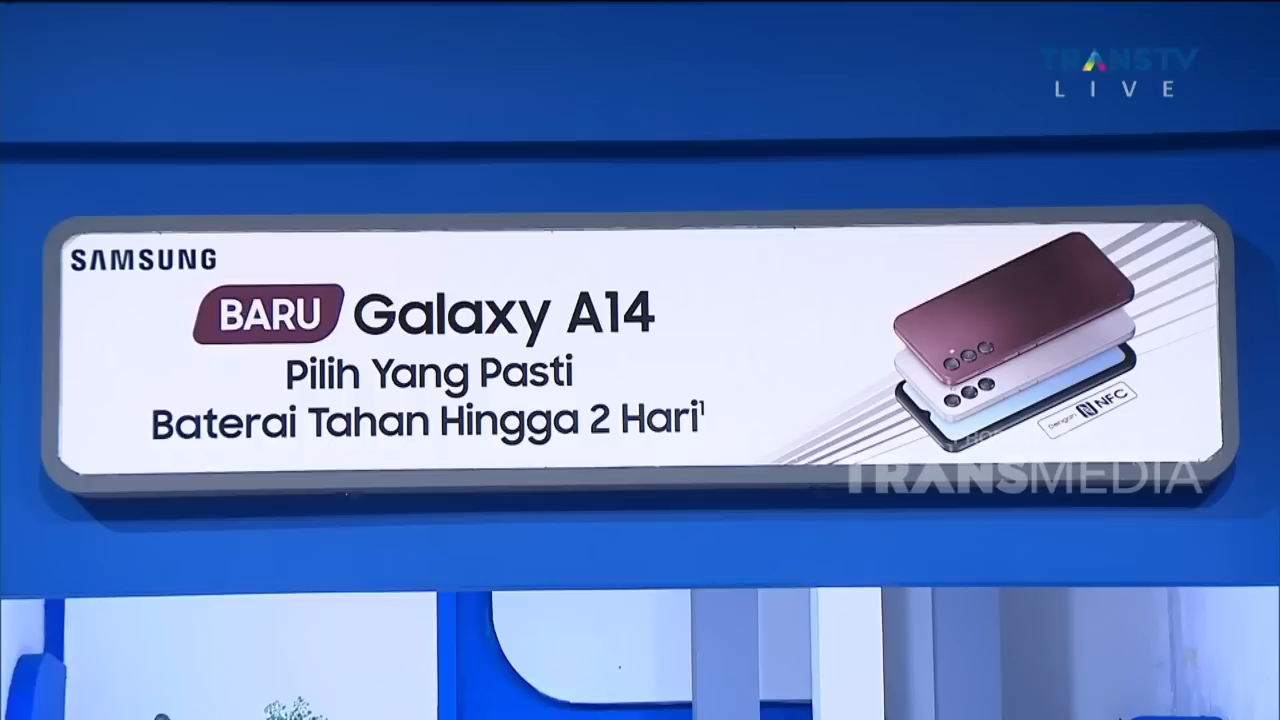 TRANSTV
LIVE
SAMSUNG
BARU Galaxy A14
Pilih Yang Pasti
Baterai Tahan Hingga 2 Hari¹
Dengan N NFC
TRANSMEDIA